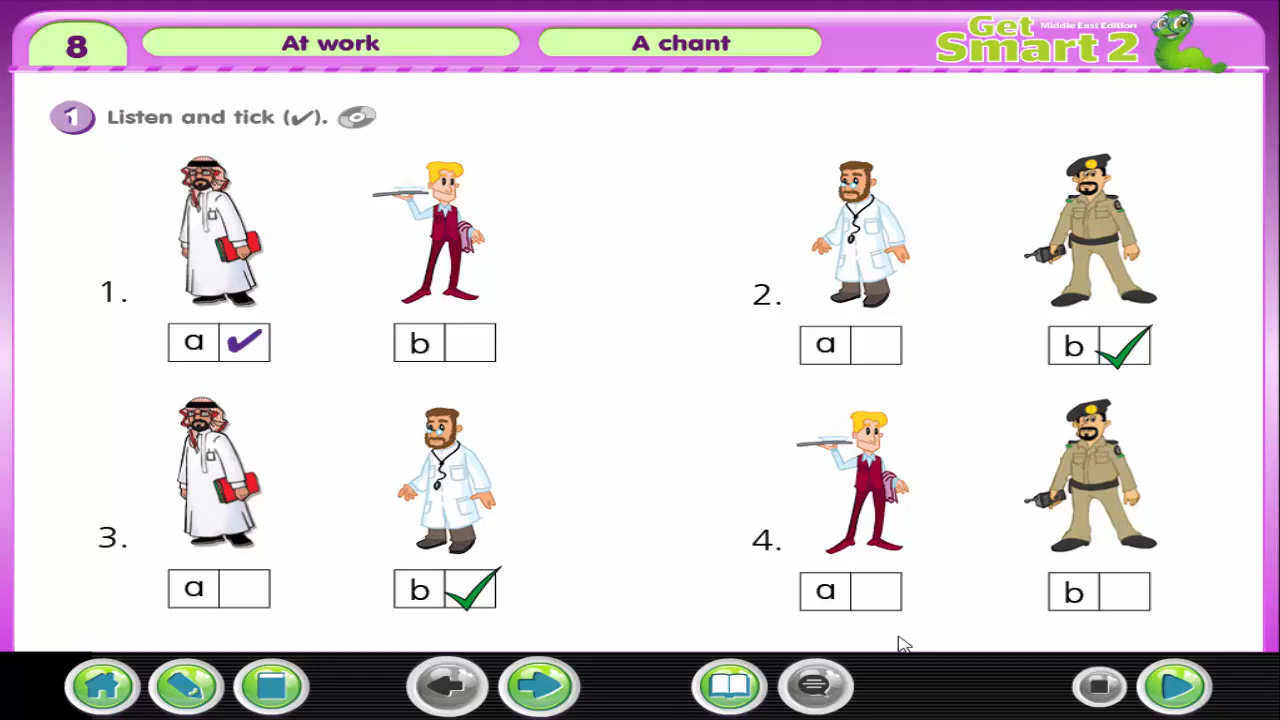 8
At work
A chant
Get
Middle East Edition
Smart 2
1 Listen and tick (✓).
1.
2.
a ✓
b
a
b ✓
3.
4.
a
b ✓
a
b